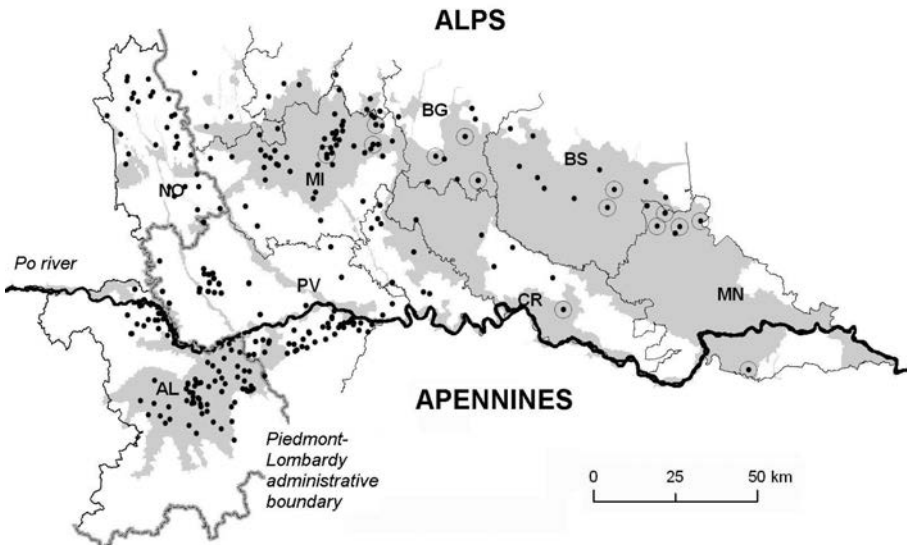 ALPS
BG
BS
MI
NO
Po river
PV
CR
MN
AL
APENNINES
Piedmont-
Lombardy
administrative
boundary
0 25 50 km